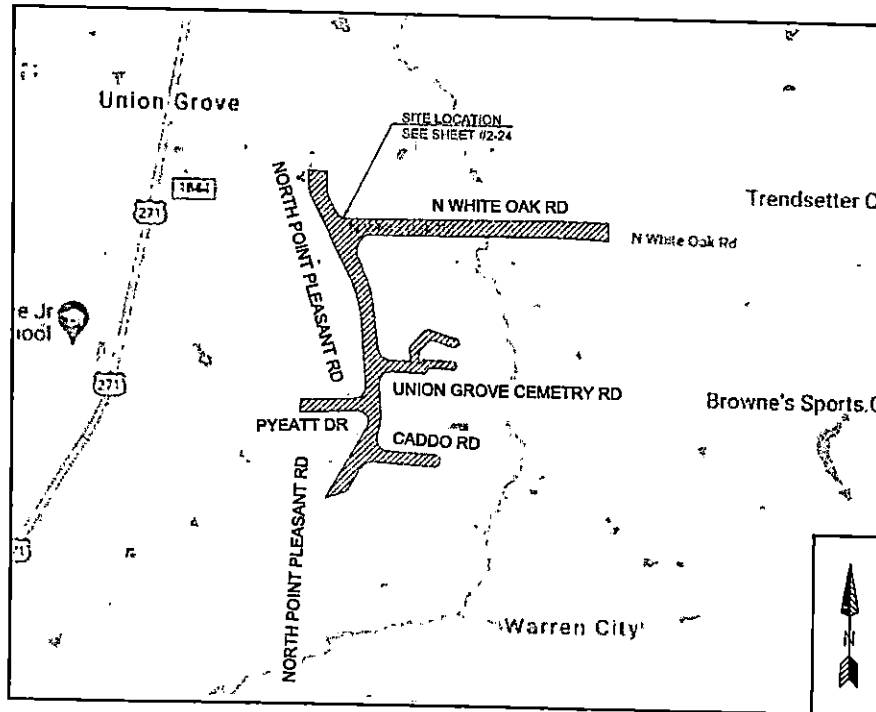 Union Grove
SITE LOCATION
SEE SHEET #2-24
1844
271
NORTH POINT PLEASANT RD
N WHITE OAK RD
Trendsetter C
N White Oak Rd
e Jr
271
UNION GROVE CEMETRY RD
Browne's Sports.C
PYEATT DR
CADDO RD
NORTH POINT PLEASANT RD
71
Warren City
N